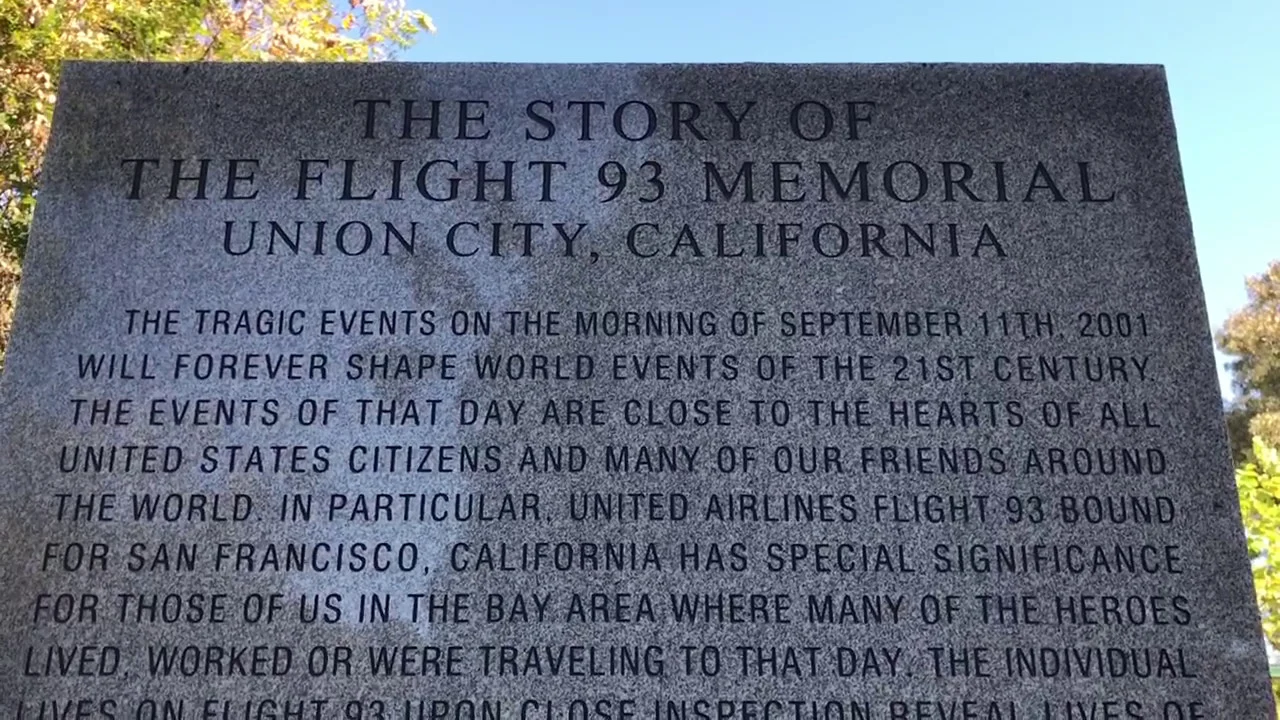 THE STORY OF
THE FLIGHT 93 MEMORIAL
UNION CITY, CALIFORNIA
THE TRAGIC EVENTS ON THE MORNING OF SEPTEMBER 11TH, 2001
WILL FOREVER SHAPE WORLD EVENTS OF THE 21ST CENTURY.
THE EVENTS OF THAT DAY ARE CLOSE TO THE HEARTS OF ALL
UNITED STATES CITIZENS AND MANY OF OUR FRIENDS AROUND
THE WORLD. IN PARTICULAR, UNITED AIRLINES FLIGHT 93 BOUND
FOR SAN FRANCISCO, CALIFORNIA HAS SPECIAL SIGNIFICANCE
FOR THOSE OF US IN THE BAY AREA WHERE MANY OF THE HEROES
LIVED, WORKED OR WERE TRAVELING TO THAT DAY. THE INDIVIDUAL
LIVES ON FLIGHT 93 UPON CLOSE INSPECTION REVEAL LIVES OF